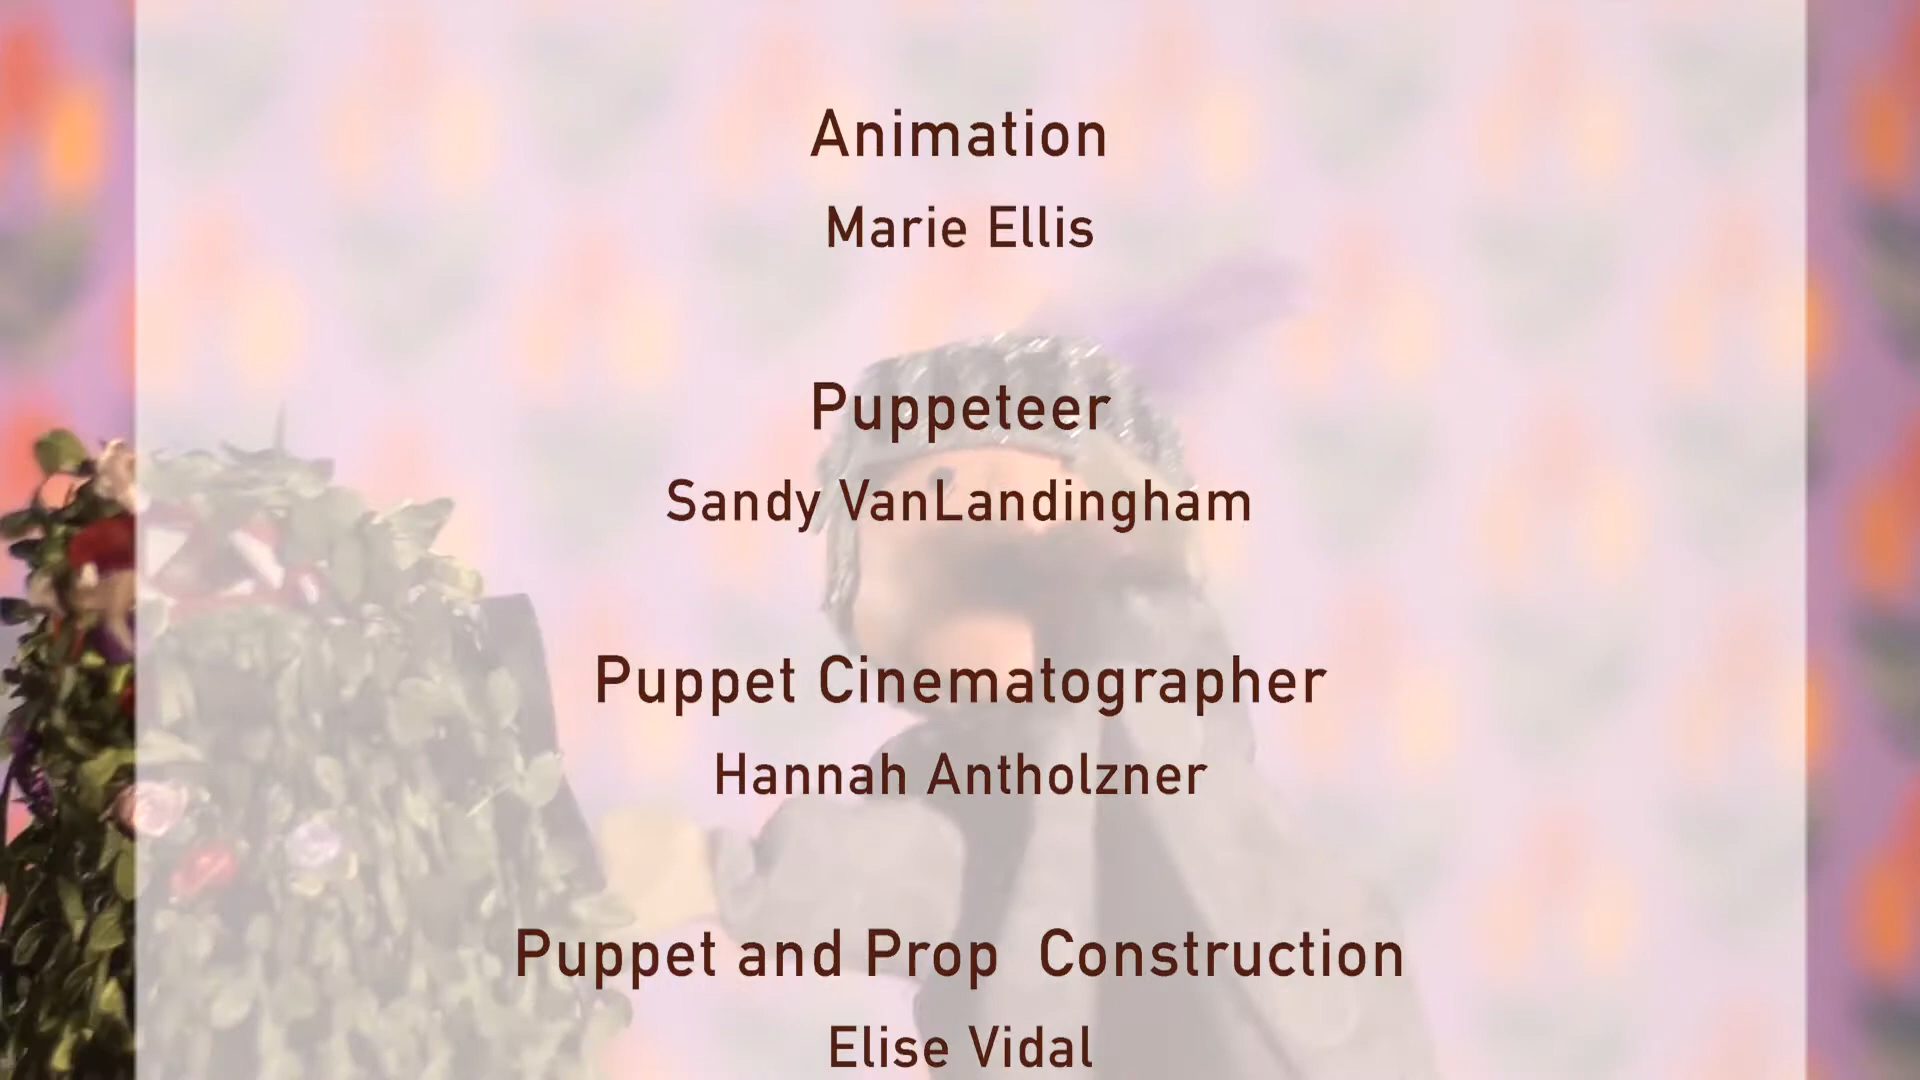 Animation
Marie Ellis
Puppeteer
Sandy VanLandingham
Puppet Cinematographer
Hannah Antholzner
Puppet and Prop  Construction
Elise Vidal